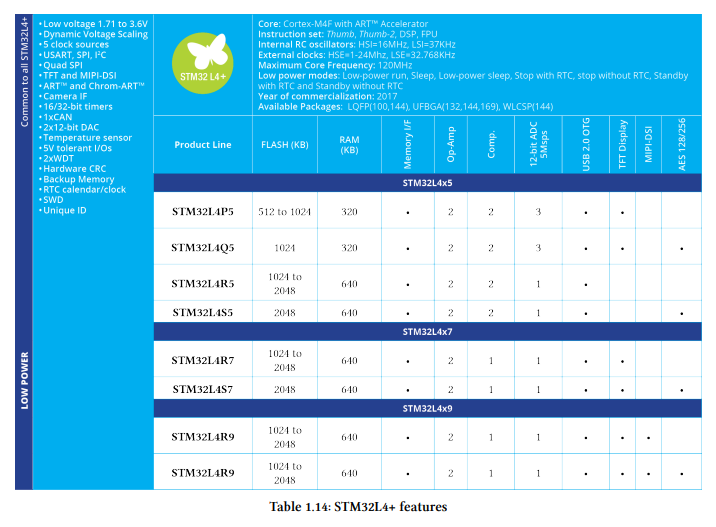 Common to all STM32L4+
LOW POWER
• Low voltage 1.71 to 3.6V
• Dynamic Voltage Scaling
• 5 clock sources
• USART, SPI, I²C
• Quad SPI
• TFT and MIPI-DSI
• ART™ and Chrom-ART™
• Camera IF
• 16/32-bit timers
• 1xCAN
• 2x12-bit DAC
• Temperature sensor
• 5V tolerant I/Os
• 2xWDT
• Hardware CRC
• Backup Memory
• RTC calendar/clock
• SWD
• Unique ID
STM32 L4+
Core: Cortex-M4F with ART™ Accelerator
Instruction set: Thumb, Thumb-2, DSP, FPU
Internal RC oscillators: HSI=16MHz, LSI=37KHz
External clocks: HSE=1-24Mhz, LSE=32.768KHz
Maximum Core Frequency: 120MHz
Low power modes: Low-power run, Sleep, Low-power sleep, Stop with RTC, stop without RTC, Standby
with RTC and Standby without RTC
Year of commercialization: 2017
Available Packages: LQFP(100,144), UFBGA(132,144,169), WLCSP(144)
Product Line FLASH (KB) RAM (KB) Memory I/F Op-Amp Comp. 12-bit ADC 5Msps USB 2.0 OTG TFT Display MIPI-DSI AES 128/256
STM32L4x5
STM32L4P5 512 to 1024 320 • 2 2 3 • •
STM32L4Q5 1024 320 • 2 2 3 • • •
STM32L4R5 1024 to 2048 640 • 2 2 1 •
STM32L4S5 2048 640 • 2 2 1 • •
STM32L4x7
STM32L4R7 1024 to 2048 640 • 2 1 1 • •
STM32L4S7 2048 640 • 2 1 1 • • •
STM32L4x9
STM32L4R9 1024 to 2048 640 • 2 1 1 • • •
STM32L4R9 1024 to 2048 640 • 2 1 1 • • • •
Table 1.14: STM32L4+ features